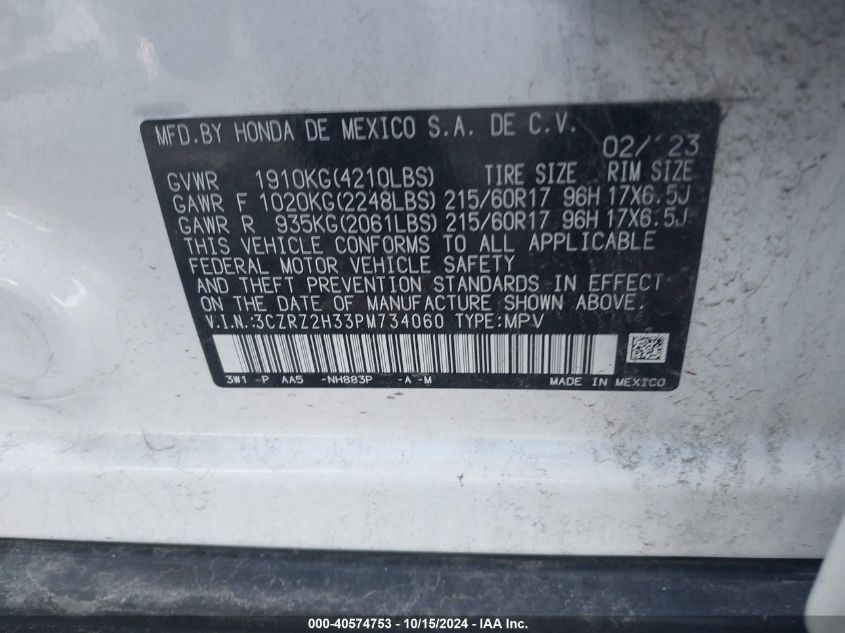 MFD.BY HONDA DE MEXICO S.A. DE C.V. 02/'23
GVWR 1910KG(4210LBS) TIRE SIZE RIM SIZE
GAWR F 1020KG(2248LBS) 215/60R17 96H 17X6.5J
GAWR R 935KG(2061LBS) 215/60R17 96H 17X6.5J
THIS VEHICLE CONFORMS TO ALL APPLICABLE
FEDERAL MOTOR VEHICLE SAFETY
AND THEFT PREVENTION STANDARDS IN EFFECT
ON THE DATE OF MANUFACTURE SHOWN ABOVE.
V.I.N:3CZRZ2H33PM734060 TYPE:MPV
3W1 -P AA5 -NH883P -A -M MADE IN MEXICO
000-40574753 - 10/15/2024 - IAA Inc.